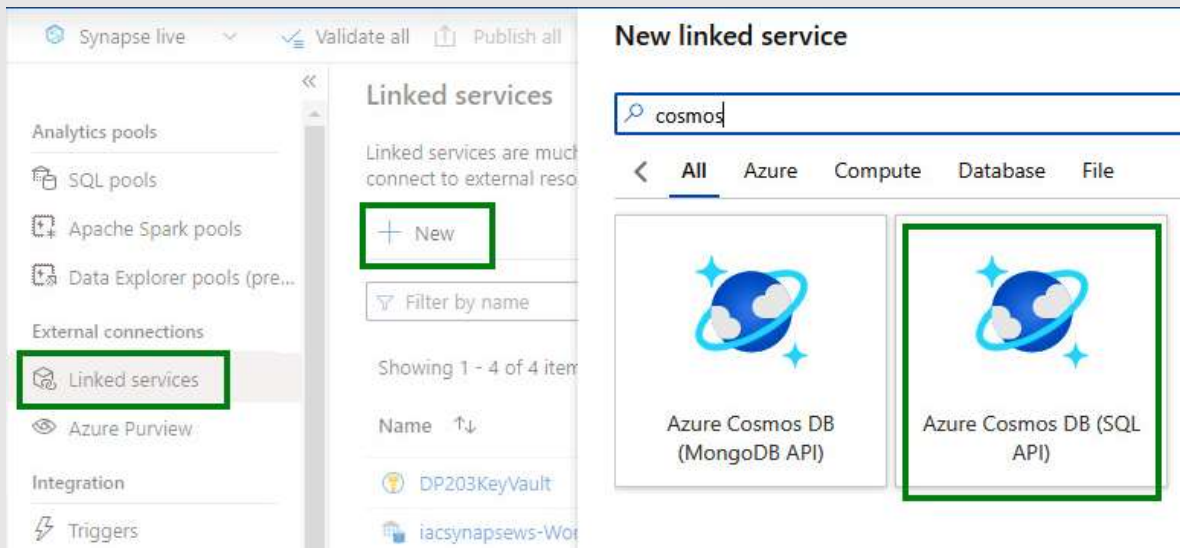 Synapse live
Validate all
Publish all
Analytics pools
SQL pools
Apache Spark pools
Data Explorer pools (pre...
External connections
Linked services
Azure Purview
Integration
Triggers
Linked services
Linked services are much
connect to external reso
+ New
Filter by name
Showing 1 - 4 of 4 item
Name
DP203KeyVault
iacsynapsews-Wor
New linked service
cosmos
All Azure Compute Database File
Azure Cosmos DB
(MongoDB API)
Azure Cosmos DB (SQL
API)